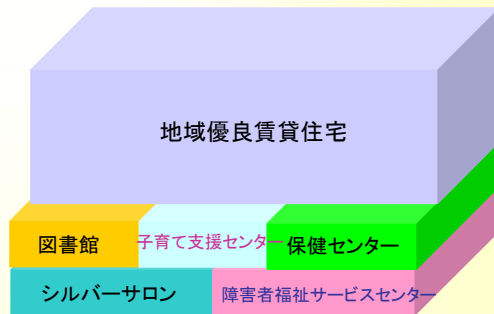 地域優良賃貸住宅
図書館
子育て支援センター
保健センター
シルバーサロン
障害者福祉サービスセンター